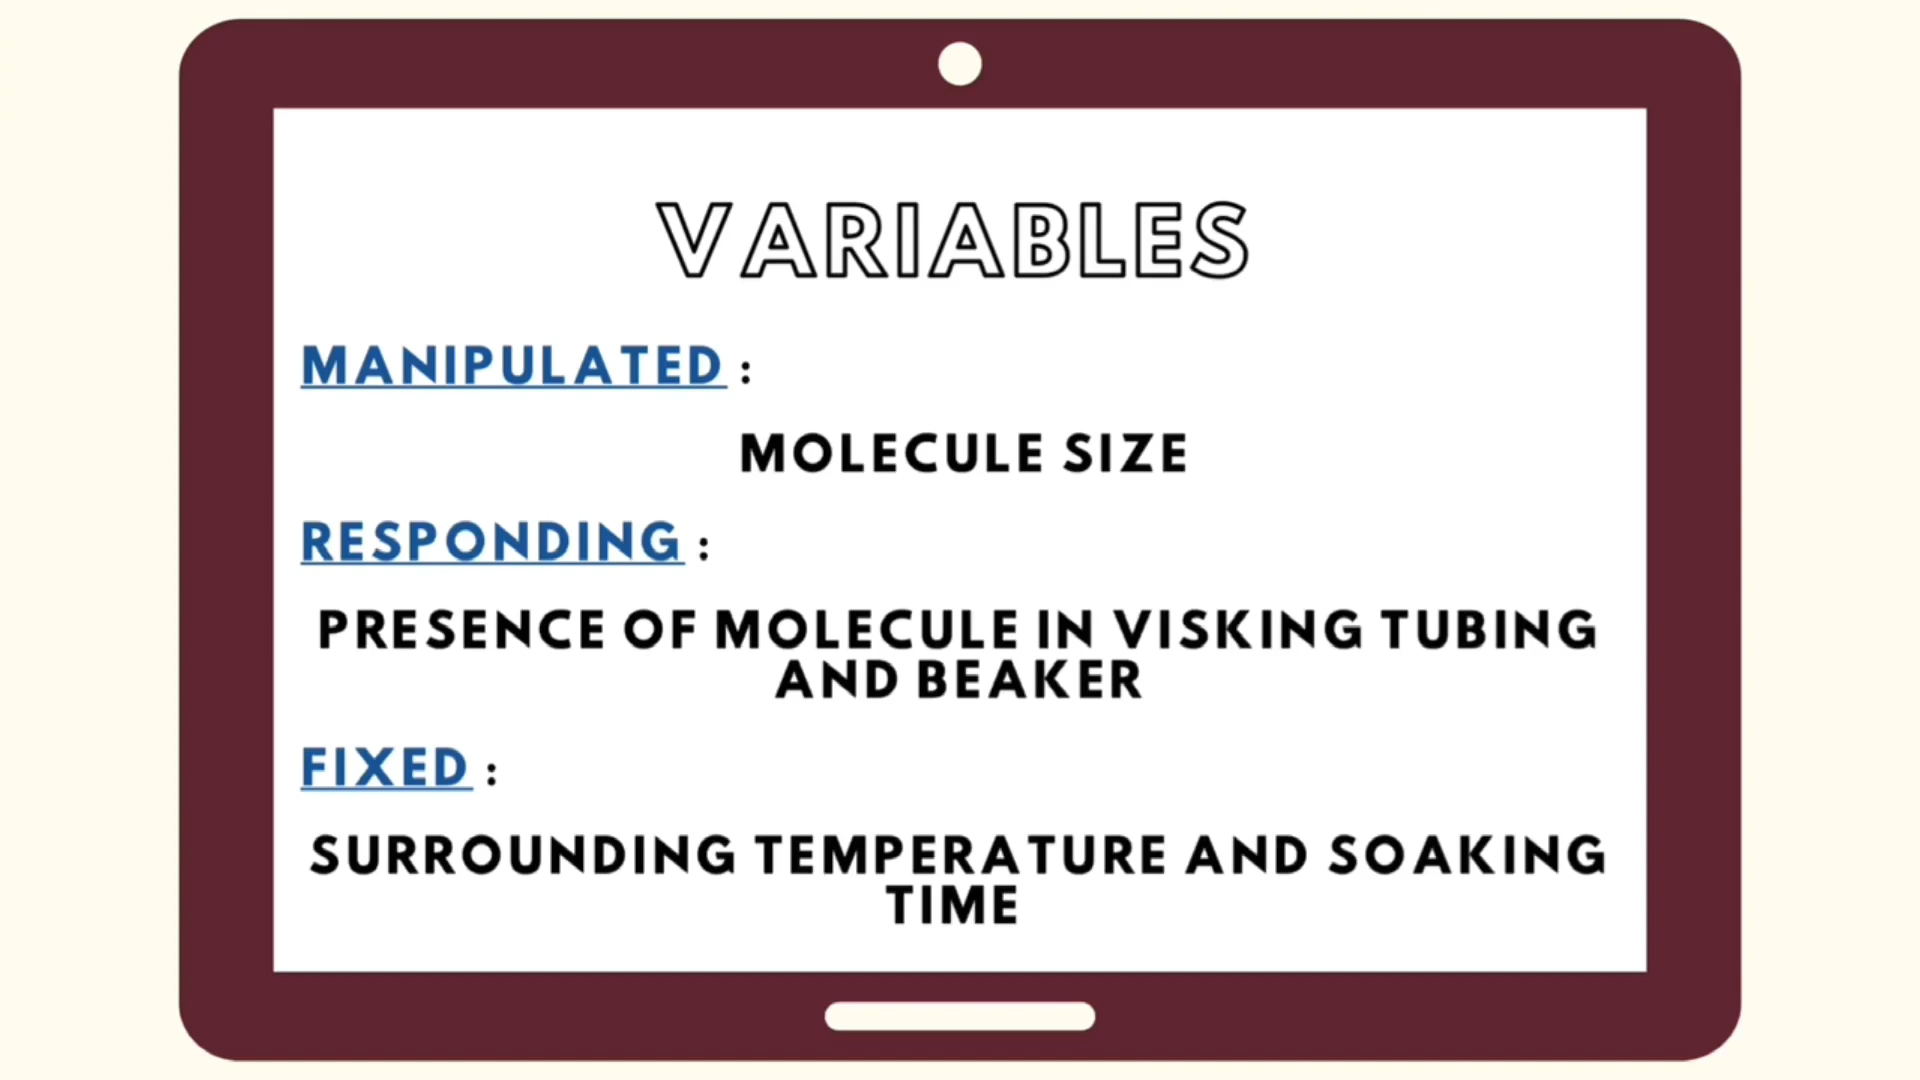 VARIABLES
MANIPULATED :
MOLECULE SIZE
RESPONDING :
PRESENCE OF MOLECULE IN VISKING TUBING
AND BEAKER
FIXED :
SURROUNDING TEMPERATURE AND SOAKING
TIME